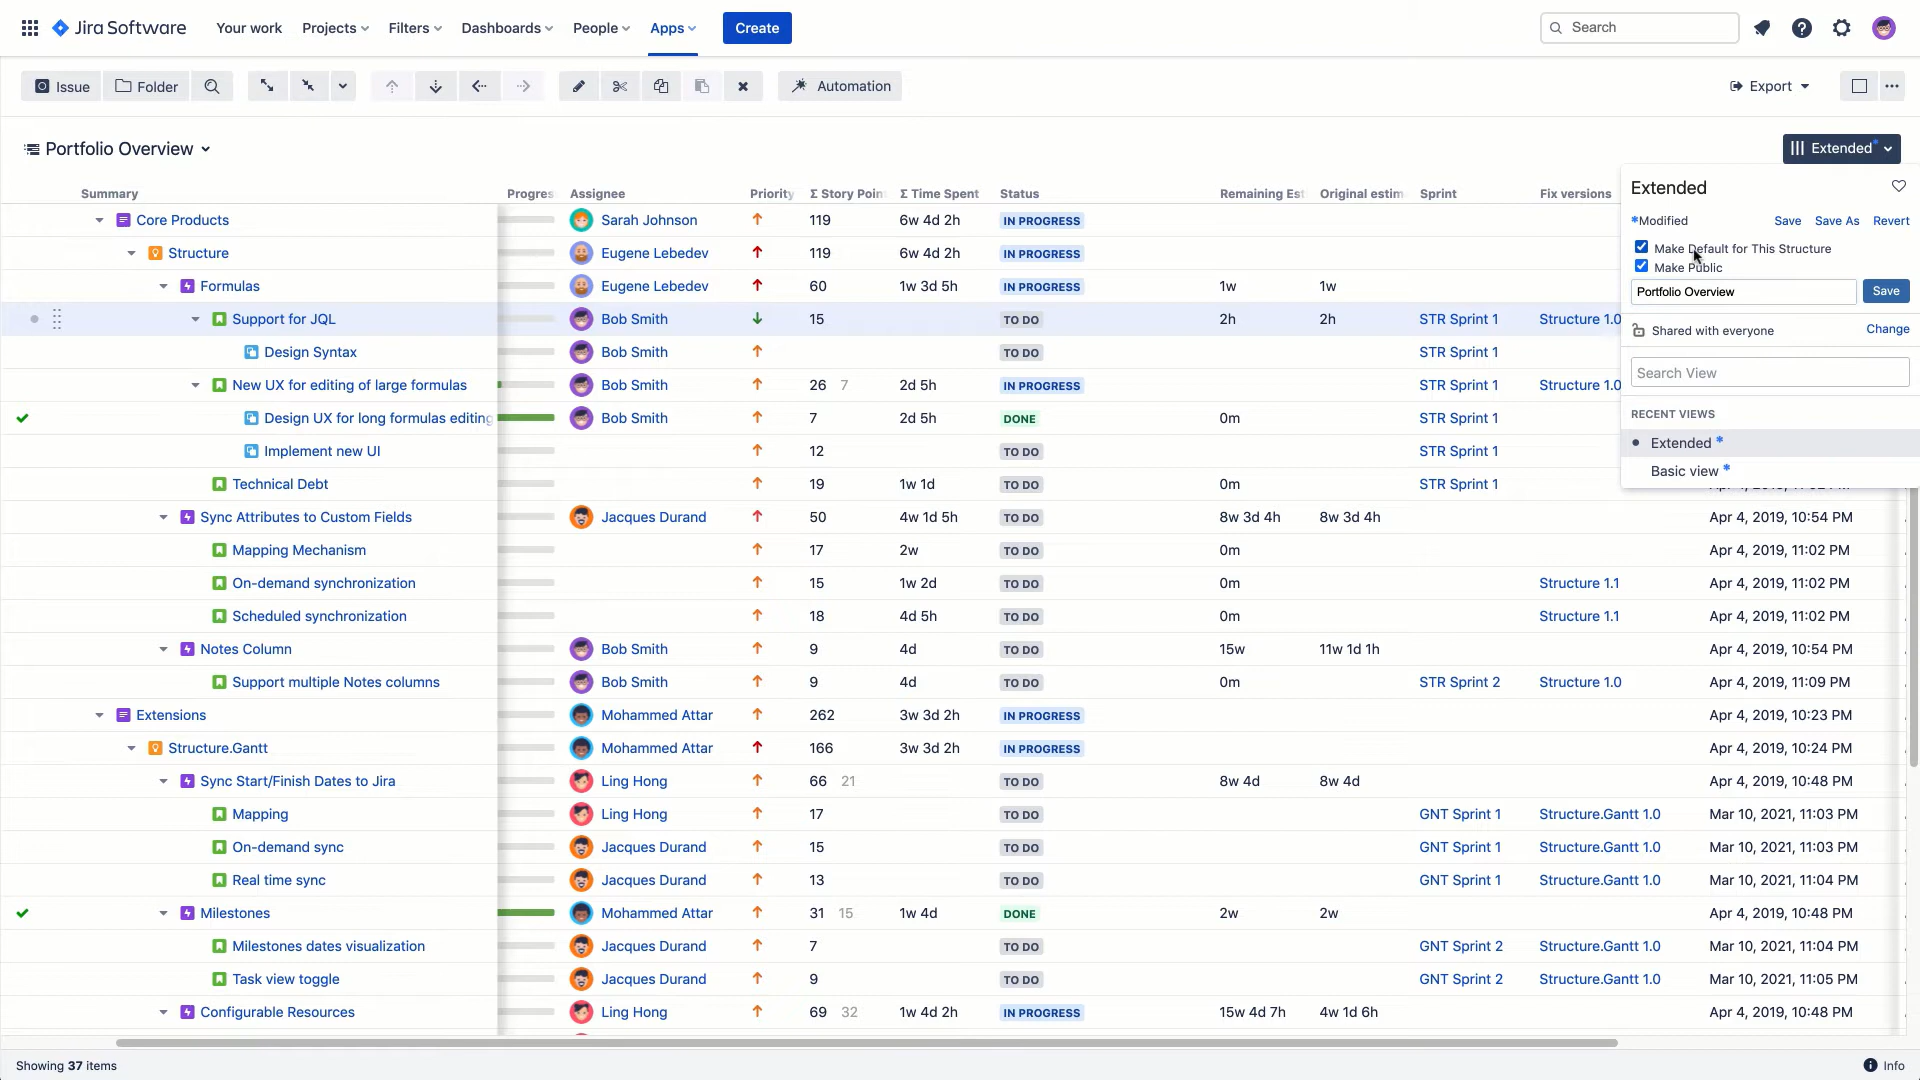 Jira Software Your work Projects Filters Dashboards People Apps Create Search
Issue Folder Automation Export
Portfolio Overview Extended*
Summary Progres Assignee Priority Σ Story Poin Σ Time Spent Status Remaining Est Original estim Sprint Fix versions
Core Products Sarah Johnson 119 6w 4d 2h IN PROGRESS
Structure Eugene Lebedev 119 6w 4d 2h IN PROGRESS
Formulas Eugene Lebedev 60 1w 3d 5h IN PROGRESS 1w 1w
Support for JQL Bob Smith 15 TO DO 2h 2h STR Sprint 1 Structure 1.0
Design Syntax Bob Smith TO DO STR Sprint 1
New UX for editing of large formulas Bob Smith 26 7 2d 5h IN PROGRESS STR Sprint 1 Structure 1.0
Design UX for long formulas editing Bob Smith 7 2d 5h DONE 0m STR Sprint 1
Implement new UI 12 TO DO STR Sprint 1
Technical Debt 19 1w 1d TO DO 0m STR Sprint 1
Sync Attributes to Custom Fields Jacques Durand 50 4w 1d 5h TO DO 8w 3d 4h 8w 3d 4h Apr 4, 2019, 10:54 PM
Mapping Mechanism 17 2w TO DO 0m Apr 4, 2019, 11:02 PM
On-demand synchronization 15 1w 2d TO DO 0m Structure 1.1 Apr 4, 2019, 11:02 PM
Scheduled synchronization 18 4d 5h TO DO 0m Structure 1.1 Apr 4, 2019, 11:02 PM
Notes Column Bob Smith 9 4d TO DO 15w 11w 1d 1h Apr 4, 2019, 10:54 PM
Support multiple Notes columns Bob Smith 9 4d TO DO 0m STR Sprint 2 Structure 1.0 Apr 4, 2019, 11:09 PM
Extensions Mohammed Attar 262 3w 3d 2h IN PROGRESS Apr 4, 2019, 10:23 PM
Structure.Gantt Mohammed Attar 166 3w 3d 2h IN PROGRESS Apr 4, 2019, 10:24 PM
Sync Start/Finish Dates to Jira Ling Hong 66 21 TO DO 8w 4d 8w 4d Apr 4, 2019, 10:48 PM
Mapping Ling Hong 17 TO DO GNT Sprint 1 Structure.Gantt 1.0 Mar 10, 2021, 11:03 PM
On-demand sync Jacques Durand 15 TO DO GNT Sprint 1 Structure.Gantt 1.0 Mar 10, 2021, 11:03 PM
Real time sync Jacques Durand 13 TO DO GNT Sprint 1 Structure.Gantt 1.0 Mar 10, 2021, 11:04 PM
Milestones Mohammed Attar 31 15 1w 4d DONE 2w 2w Apr 4, 2019, 10:48 PM
Milestones dates visualization Jacques Durand 7 TO DO GNT Sprint 2 Structure.Gantt 1.0 Mar 10, 2021, 11:04 PM
Task view toggle Jacques Durand 9 TO DO GNT Sprint 2 Structure.Gantt 1.0 Mar 10, 2021, 11:05 PM
Configurable Resources Ling Hong 69 32 1w 4d 2h IN PROGRESS 15w 4d 7h 4w 1d 6h Apr 4, 2019, 10:48 PM
Extended
*Modified Save Save As Revert
Make Default for This Structure
Make Public
Portfolio Overview Save
Shared with everyone Change
Search View
RECENT VIEWS
Extended *
Basic view *
Showing 37 items Info